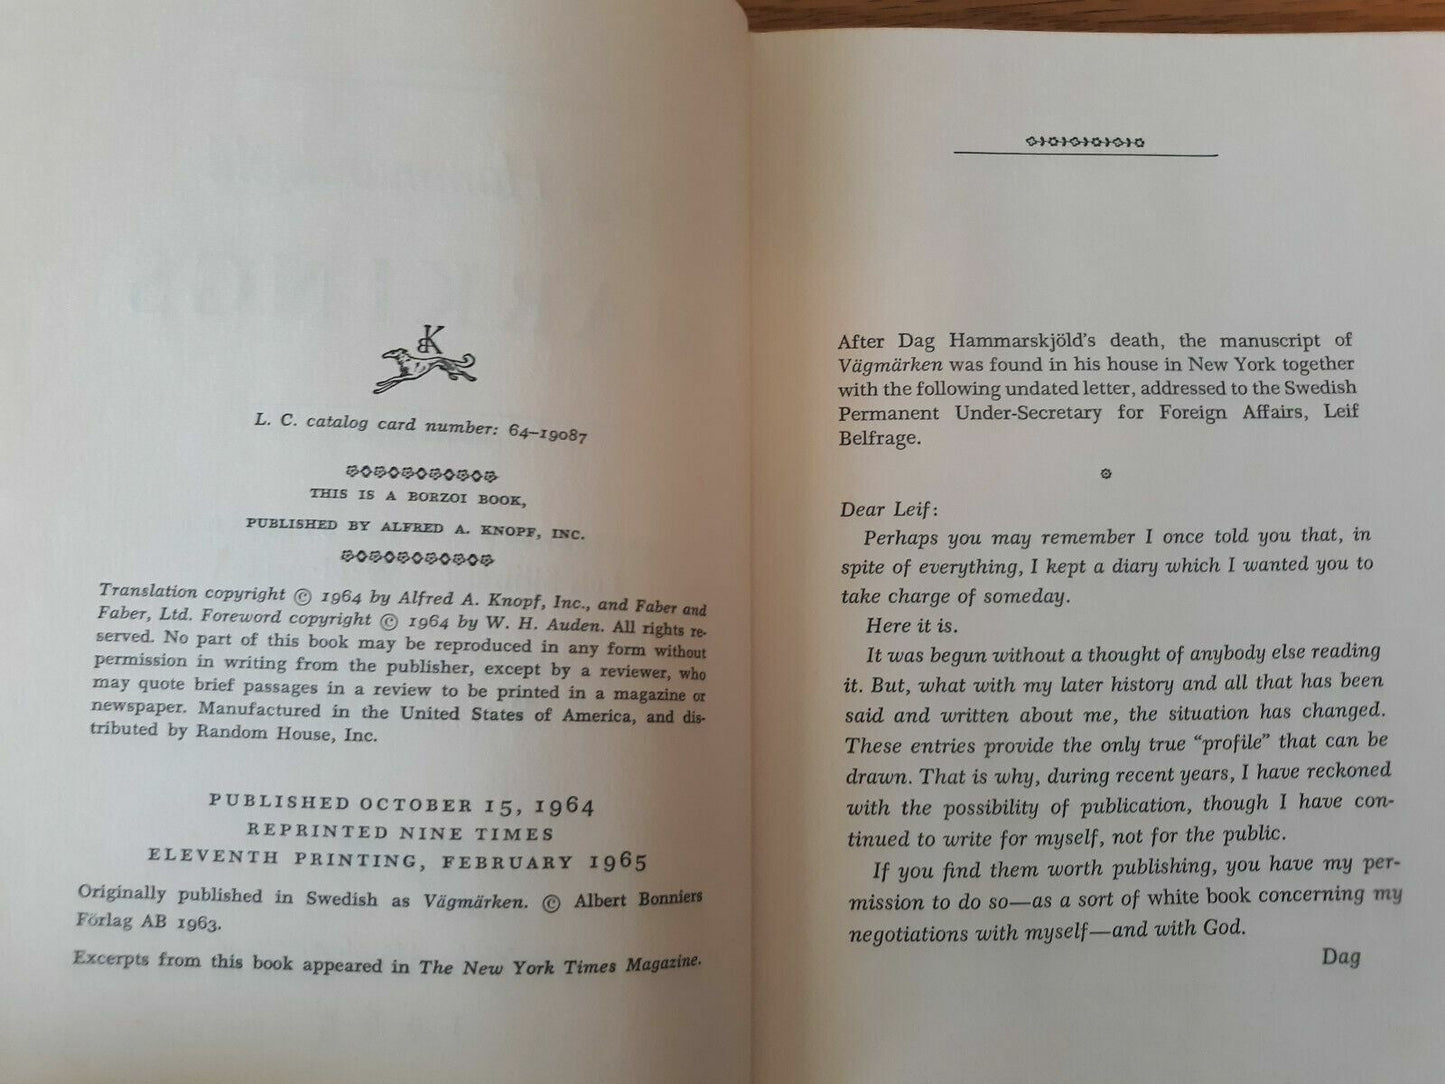 BK
L. C. catalog card number: 64–19087
THIS IS A BORZOI BOOK,
PUBLISHED BY ALFRED A. KNOPF, INC.
Translation copyright © 1964 by Alfred A. Knopf, Inc., and Faber and
Faber, Ltd. Foreword copyright © 1964 by W. H. Auden. All rights re-
served. No part of this book may be reproduced in any form without
permission in writing from the publisher, except by a reviewer, who
may quote brief passages in a review to be printed in a magazine or
newspaper. Manufactured in the United States of America, and dis-
tributed by Random House, Inc.
PUBLISHED OCTOBER 15, 1964
REPRINTED NINE TIMES
ELEVENTH PRINTING, FEBRUARY 1965
Originally published in Swedish as Vägmärken. © Albert Bonniers
Förlag AB 1963.
Excerpts from this book appeared in The New York Times Magazine.
After Dag Hammarskjöld's death, the manuscript of
Vägmärken was found in his house in New York together
with the following undated letter, addressed to the Swedish
Permanent Under-Secretary for Foreign Affairs, Leif
Belfrage.
Dear Leif:
Perhaps you may remember I once told you that, in
spite of everything, I kept a diary which I wanted you to
take charge of someday.
Here it is.
It was begun without a thought of anybody else reading
it. But, what with my later history and all that has been
said and written about me, the situation has changed.
These entries provide the only true “profile” that can be
drawn. That is why, during recent years, I have reckoned
with the possibility of publication, though I have con-
tinued to write for myself, not for the public.
If you find them worth publishing, you have my per-
mission to do so—as a sort of white book concerning my
negotiations with myself—and with God.
Dag